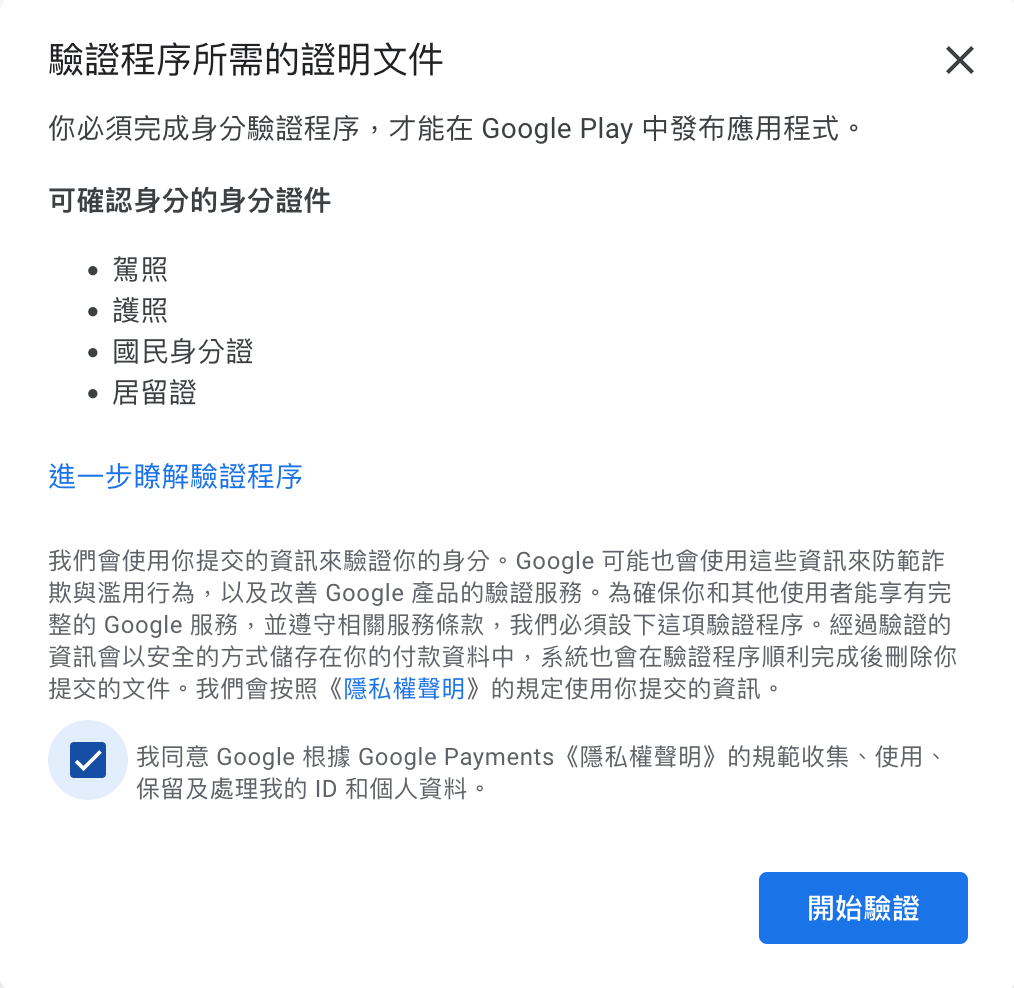 驗證程序所需的證明文件
你必須完成身分驗證程序，才能在 Google Play 中發布應用程式。
可確認身分的身分證件
• 駕照
• 護照
• 國民身分證
• 居留證
進一步瞭解驗證程序
我們會使用你提交的資訊來驗證你的身分。Google 可能也會使用這些資訊來防範詐
欺與濫用行為，以及改善 Google 產品的驗證服務。為確保你和其他使用者能享有完
整的 Google 服務，並遵守相關服務條款，我們必須設下這項驗證程序。經過驗證的
資訊會以安全的方式儲存在你的付款資料中，系統也會在驗證程序順利完成後刪除你
提交的文件。我們會按照《隱私權聲明》的規定使用你提交的資訊。
我同意 Google 根據 Google Payments《隱私權聲明》的規範收集、使用、
保留及處理我的 ID 和個人資料。
開始驗證